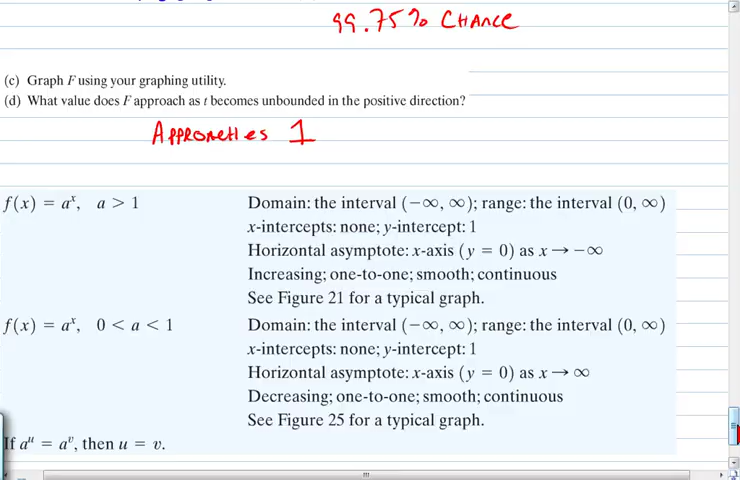 99.75% CHANCE
(c) Graph F using your graphing utility.
(d) What value does F approach as t becomes unbounded in the positive direction?
APPROACHES 1
f(x) = aˣ, a > 1
Domain: the interval (−∞, ∞); range: the interval (0, ∞)
x-intercepts: none; y-intercept: 1
Horizontal asymptote: x-axis (y = 0) as x → −∞
Increasing; one-to-one; smooth; continuous
See Figure 21 for a typical graph.
f(x) = aˣ, 0 < a < 1
Domain: the interval (−∞, ∞); range: the interval (0, ∞)
x-intercepts: none; y-intercept: 1
Horizontal asymptote: x-axis (y = 0) as x → ∞
Decreasing; one-to-one; smooth; continuous
See Figure 25 for a typical graph.
If aᵘ = aᵛ, then u = v.